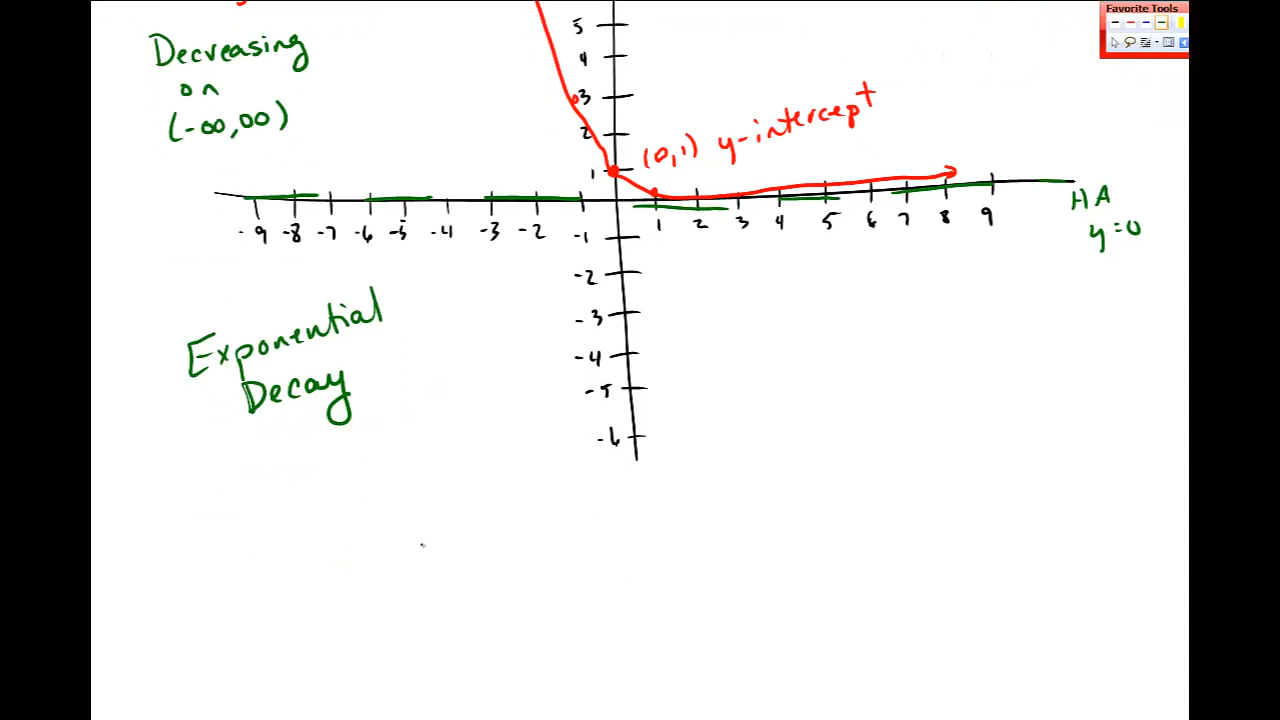 Favorite Tools
Decreasing
on
(-∞,∞)
5
4
3
2
1
(0,1) y-intercept
-9 -8 -7 -6 -5 -4 -3 -2 -1 1 2 3 4 5 6 7 8 9
HA
y=0
-2
-3
-4
-5
-6
Exponential
Decay